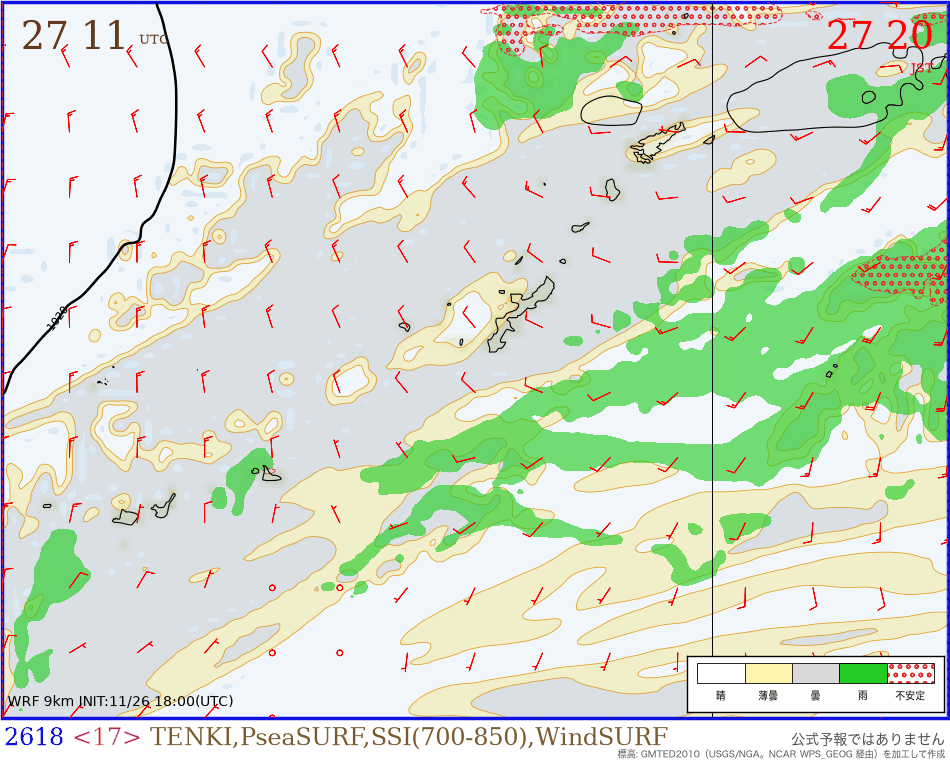 27 11 UTC
27 20
JST
1020
WRF 9km INIT:11/26 18:00(UTC)
晴 薄曇 曇 雨 不安定
2618 <17> TENKI,PseaSURF,SSI(700-850),WindSURF
公式予報ではありません
標高: GMTED2010（USGS/NGA。NCAR WPS_GEOG 経由）を加工して作成